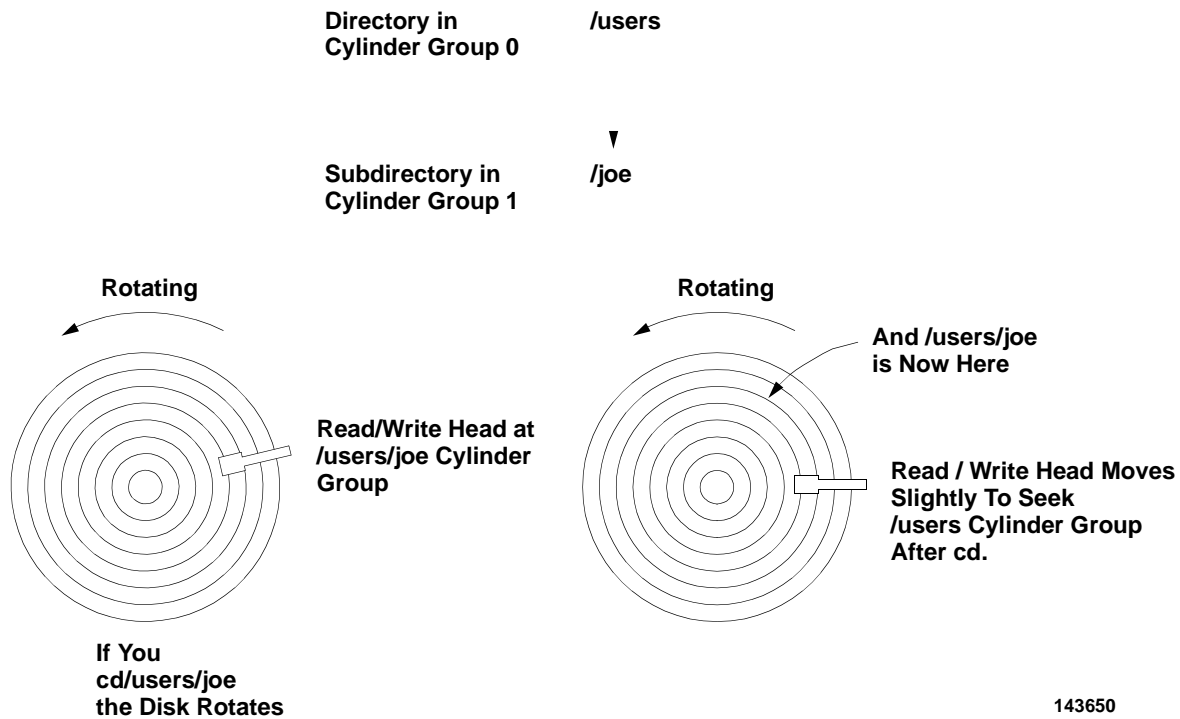 Directory in /users
Cylinder Group 0
Subdirectory in /joe
Cylinder Group 1
Rotating
Rotating
And /users/joe
is Now Here
Read/Write Head at
/users/joe Cylinder
Group
Read / Write Head Moves
Slightly To Seek
/users Cylinder Group
After cd.
If You
cd/users/joe
the Disk Rotates
143650